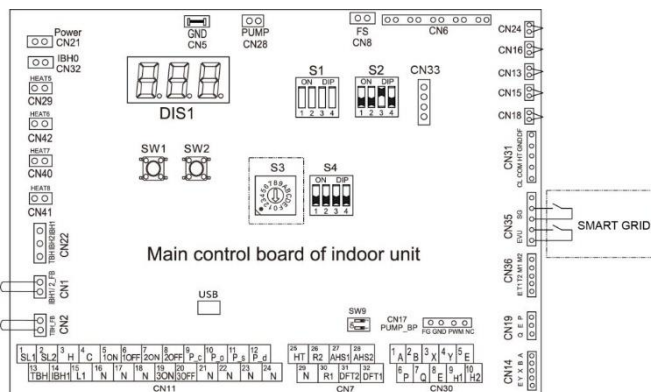 Power
CN21
GND
CN5
PUMP
CN28
FS
CN8
CN6
CN24
IBH0
CN32
CN16
HEAT5
CN29
DIS1
S1
ON DIP
1 2 3 4
S2
ON DIP
1 2 3 4
CN33
CN13
CN15
HEAT6
CN42
CN18
HEAT7
CN40
SW1
SW2
S3
0123456789ABCDEF
S4
ON DIP
1 2 3 4
CN31
CL COM HT GND OF
HEAT8
CN41
CN35
EVU SG
SMART GRID
CN22
TBH IBH2 IBH1
Main control board of indoor unit
CN36
E T1 T2 M1 M2
CN1
IBH1/2_FB
USB
CN2
TBH_FB
SW9
CN17
PUMP_BP
FG GND PWM NC
CN19
Q E P
CN14
E Y X B A
1 2 3 4 5 6 7 8 9 10 11 12
SL1 SL2 H C 1ON 1OFF 2ON 2OFF P_c P_o P_s P_d
13 14 15 16 17 18 19 20 21 22 23 24
TBH IBH1 L1 N N N 3ON 3OFF N N N N
CN11
25 26 27 28
HT R2 AHS1 AHS2
29 30 31 32
N R1 DFT2 DFT1
CN7
1 2 3 4 5
A B X Y E
6 7 8 9 10
P Q E H1 H2
CN30